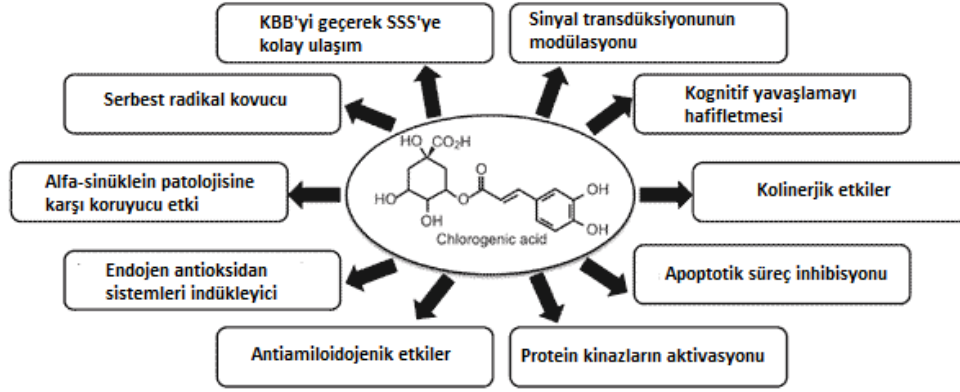 KBB'yi geçerek SSS'ye
kolay ulaşım
Sinyal transdüksiyonunun
modülasyonu
Serbest radikal kovucu
Kognitif yavaşlamayı
hafifletmesi
Alfa-sinüklein patolojisine
karşı koruyucu etki
HO CO₂H
O
HO
O
OH
OH
OH
Chlorogenic acid
Kolinerjik etkiler
Endojen antioksidan
sistemleri indükleyici
Apoptotik süreç inhibisyonu
Antiamiloidojenik etkiler
Protein kinazların aktivasyonu